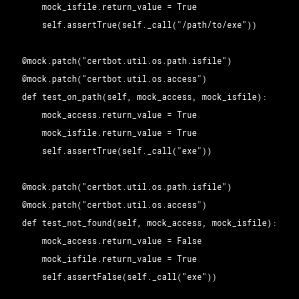 mock_isfile.return_value = True
self.assertTrue(self._call("/path/to/exe"))
@mock.patch("certbot.util.os.path.isfile")
@mock.patch("certbot.util.os.access")
def test_on_path(self, mock_access, mock_isfile):
mock_access.return_value = True
mock_isfile.return_value = True
self.assertTrue(self._call("exe"))
@mock.patch("certbot.util.os.path.isfile")
@mock.patch("certbot.util.os.access")
def test_not_found(self, mock_access, mock_isfile):
mock_access.return_value = False
mock_isfile.return_value = True
self.assertFalse(self._call("exe"))